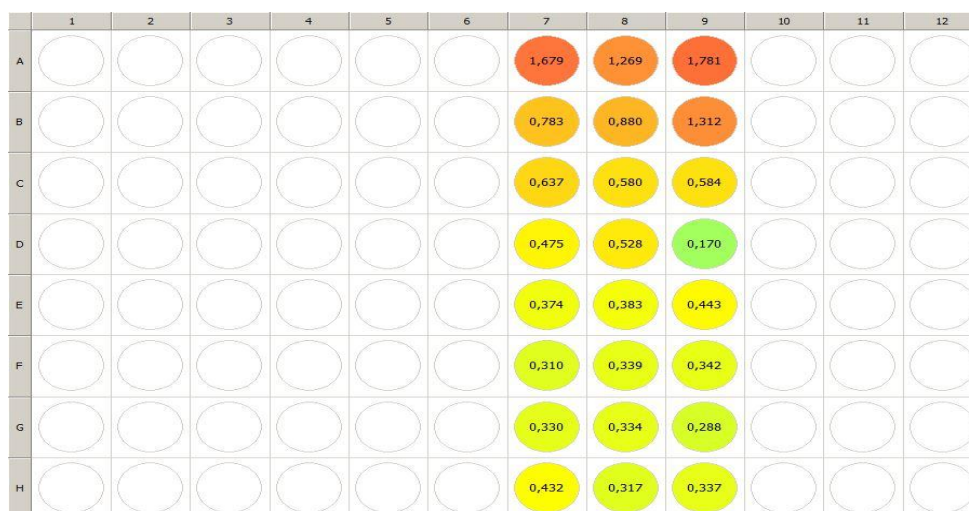 1 2 3 4 5 6 7 8 9 10 11 12
A 1,679 1,269 1,781
B 0,783 0,880 1,312
C 0,637 0,580 0,584
D 0,475 0,528 0,170
E 0,374 0,383 0,443
F 0,310 0,339 0,342
G 0,330 0,334 0,288
H 0,432 0,317 0,337